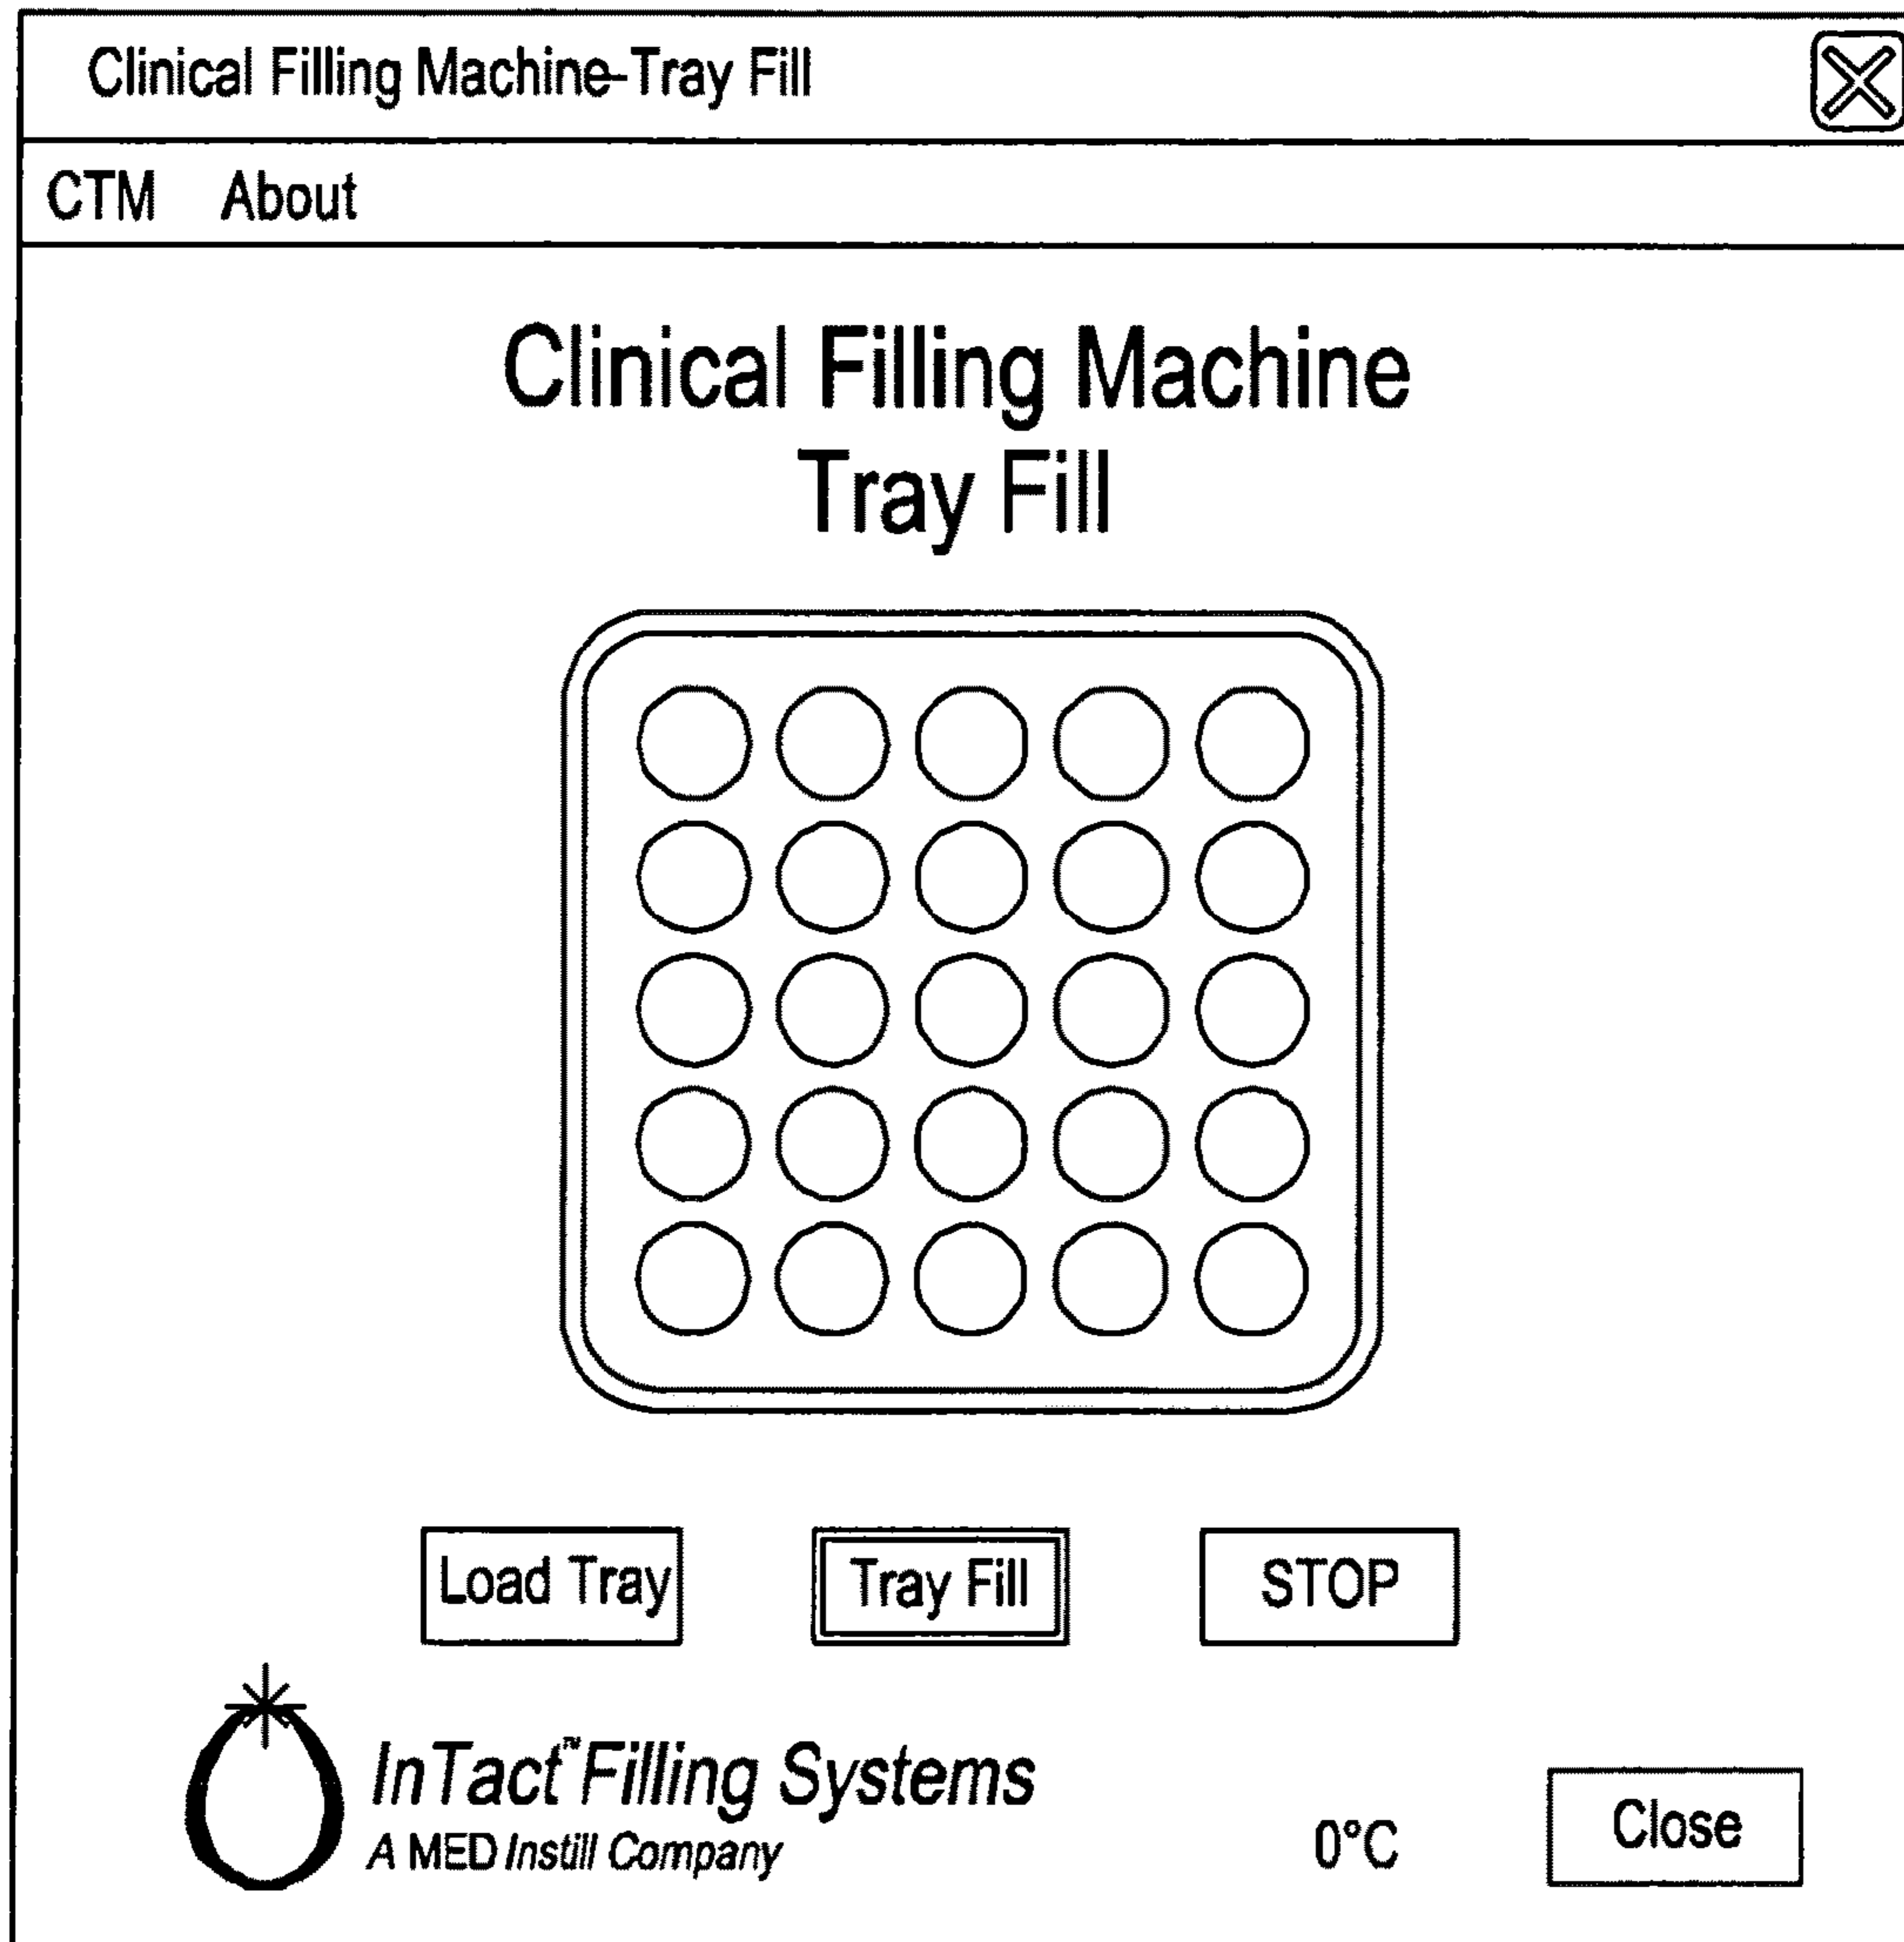 Clinical Filling Machine-Tray Fill
CTM About
Clinical Filling Machine
Tray Fill
Load Tray Tray Fill STOP
InTact™ Filling Systems
A MED Instill Company
0°C Close